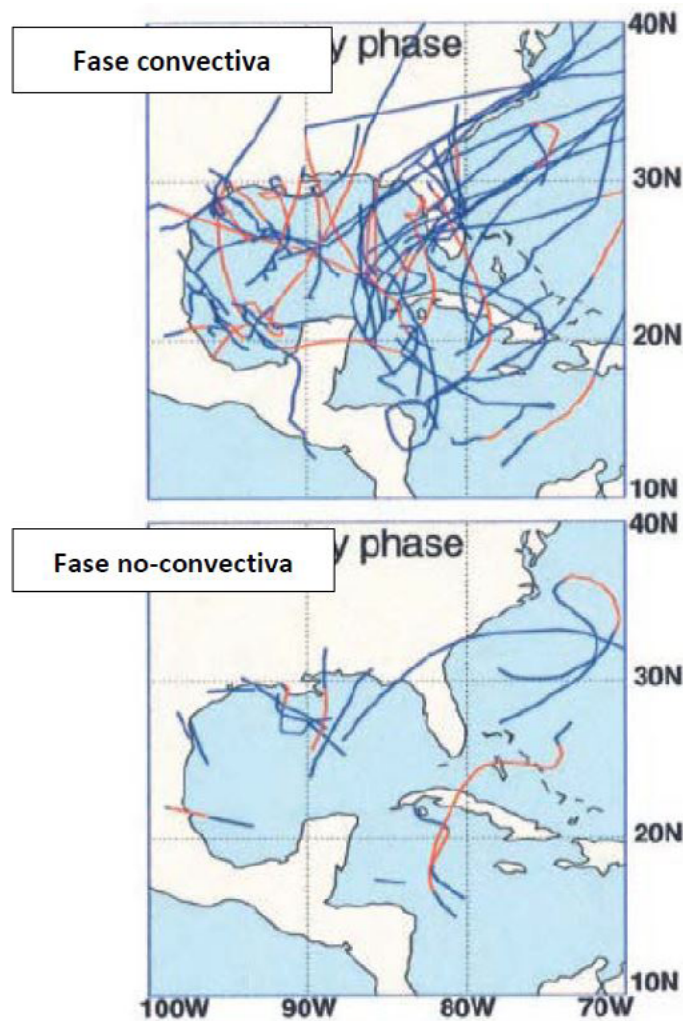 Fase convectiva
y phase
40N
30N
20N
10N
Fase no-convectiva
y phase
40N
30N
20N
10N
100W 90W 80W 70W